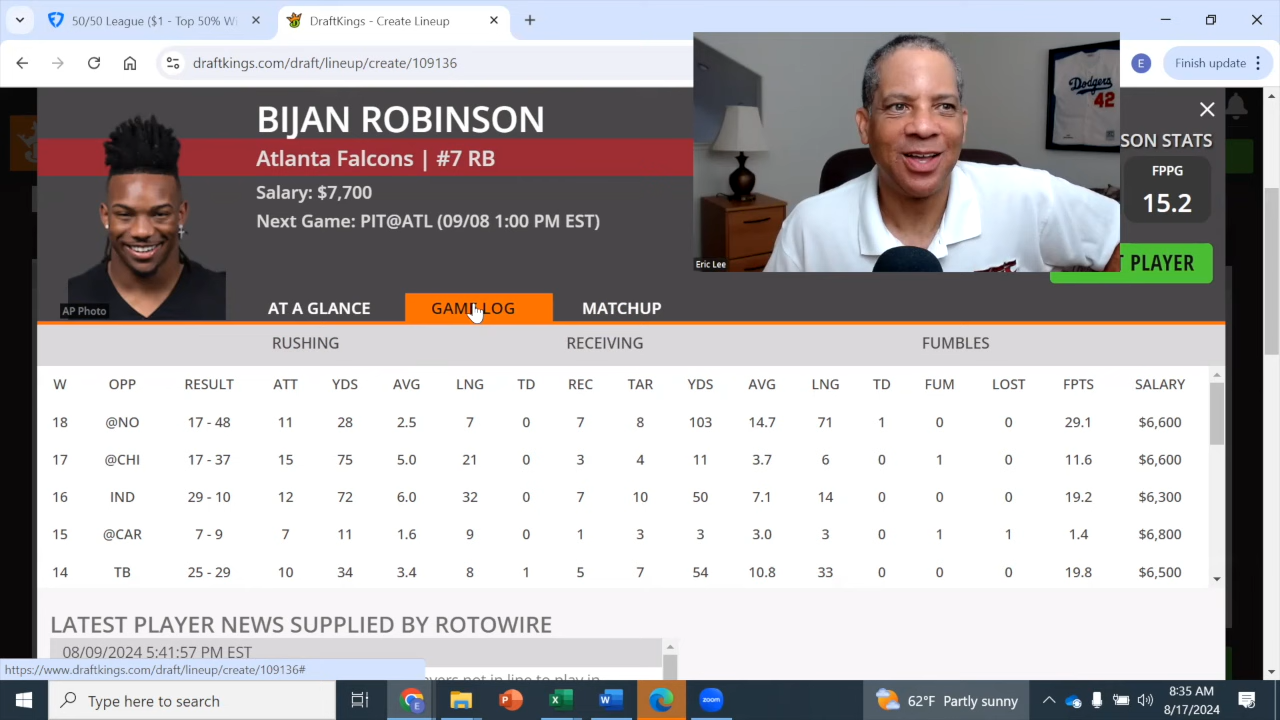 50/50 League ($1 - Top 50% Wi
DraftKings - Create Lineup
draftkings.com/draft/lineup/create/109136
E
Finish update
BIJAN ROBINSON
Atlanta Falcons | #7 RB
Salary: $7,700
Next Game: PIT@ATL (09/08 1:00 PM EST)
Dodgers
42
SON STATS
FPPG
15.2
Eric Lee
T PLAYER
AP Photo
AT A GLANCE
GAME LOG
MATCHUP
RUSHING RECEIVING FUMBLES
W OPP RESULT ATT YDS AVG LNG TD REC TAR YDS AVG LNG TD FUM LOST FPTS SALARY
18 @NO 17 - 48 11 28 2.5 7 0 7 8 103 14.7 71 1 0 0 29.1 $6,600
17 @CHI 17 - 37 15 75 5.0 21 0 3 4 11 3.7 6 0 1 0 11.6 $6,600
16 IND 29 - 10 12 72 6.0 32 0 7 10 50 7.1 14 0 0 0 19.2 $6,300
15 @CAR 7 - 9 7 11 1.6 9 0 1 3 3 3.0 3 0 1 1 1.4 $6,800
14 TB 25 - 29 10 34 3.4 8 1 5 7 54 10.8 33 0 0 0 19.8 $6,500
LATEST PLAYER NEWS SUPPLIED BY ROTOWIRE
08/09/2024 5:41:57 PM EST
https://www.draftkings.com/draft/lineup/create/109136#
Type here to search
zoom
62°F Partly sunny
8:35 AM
8/17/2024